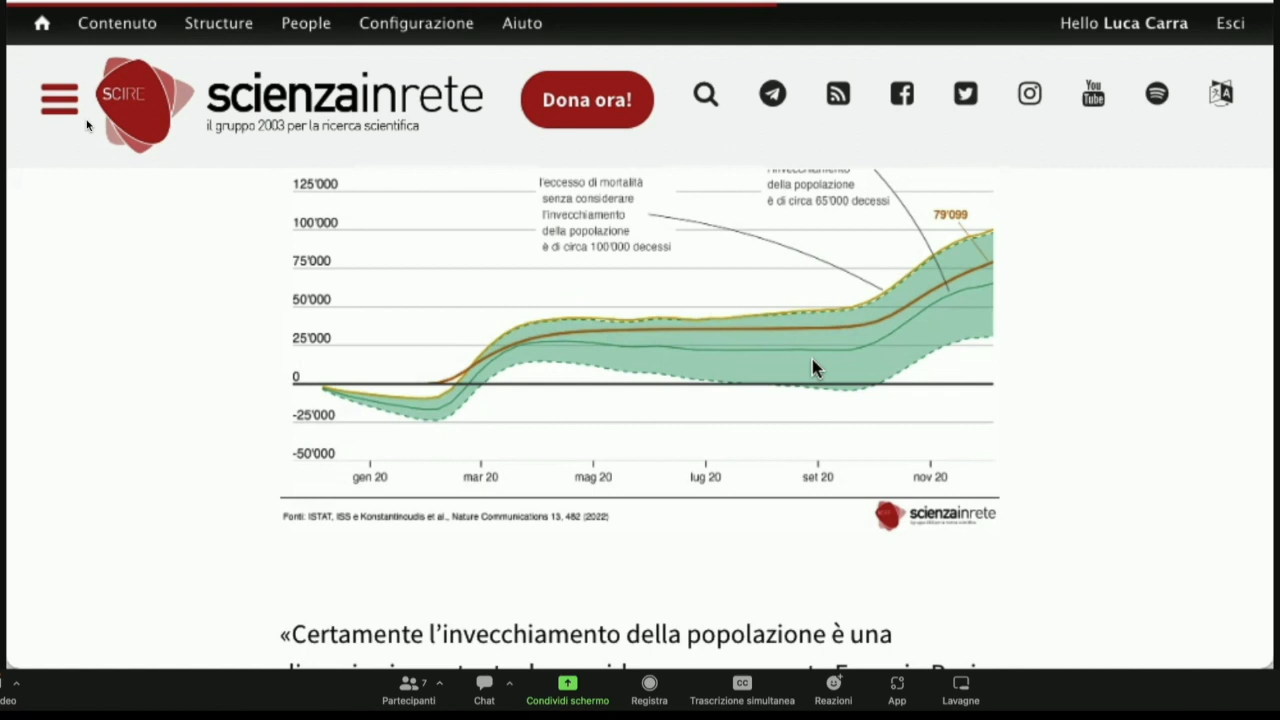 Contenuto Structure People Configurazione Aiuto Hello Luca Carra Esci
SCIRE scienzainrete Dona ora! You Tube A
il gruppo 2003 per la ricerca scientifica
l'invecchiamento
125'000 l'eccesso di mortalità della popolazione
senza considerare è di circa 65'000 decessi
100'000 l'invecchiamento 79'099
della popolazione
è di circa 100'000 decessi
75'000
50'000
25'000
0
-25'000
-50'000
gen 20 mar 20 mag 20 lug 20 set 20 nov 20
Fonti: ISTAT, ISS e Konstantinoudis et al., Nature Communications 13, 482 (2022) scienzainrete
«Certamente l'invecchiamento della popolazione è una
7 CC
deo Partecipanti Chat Condividi schermo Registra Trascrizione simultanea Reazioni App Lavagne